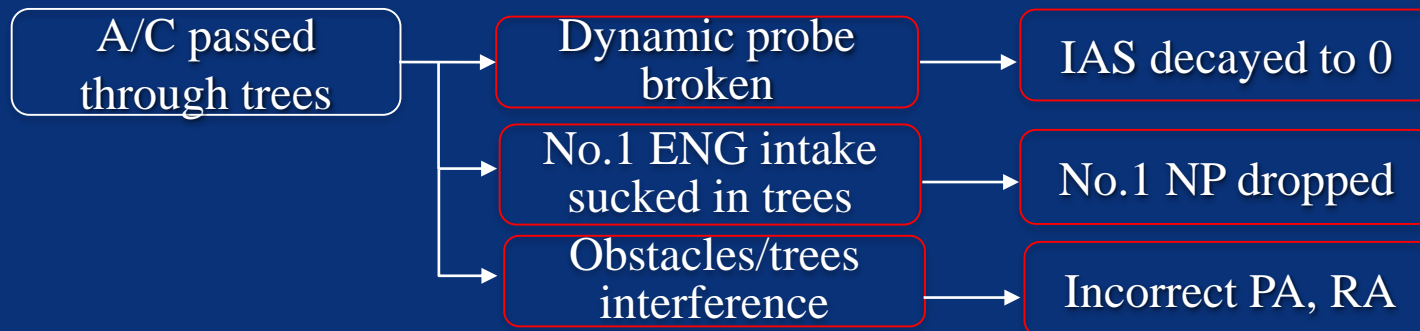 A/C passed
through trees
Dynamic probe
broken
IAS decayed to 0
No.1 ENG intake
sucked in trees
No.1 NP dropped
Obstacles/trees
interference
Incorrect PA, RA